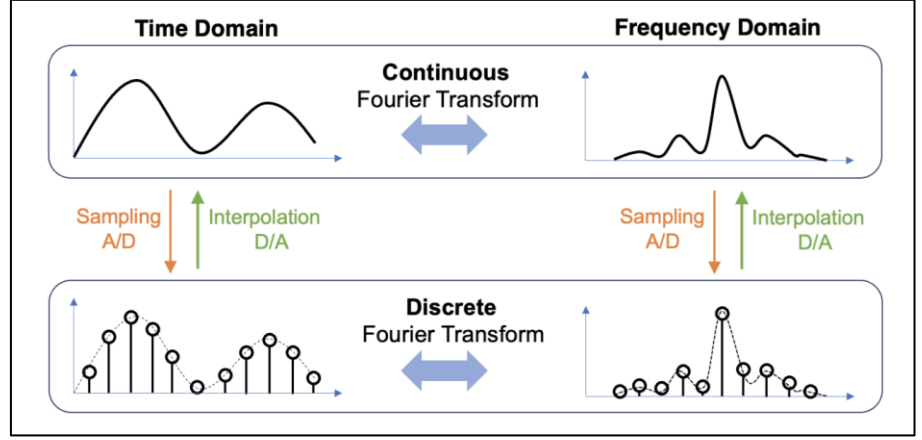 Time Domain
Frequency Domain
Continuous
Fourier Transform
Sampling
A/D
Interpolation
D/A
Sampling
A/D
Interpolation
D/A
Discrete
Fourier Transform